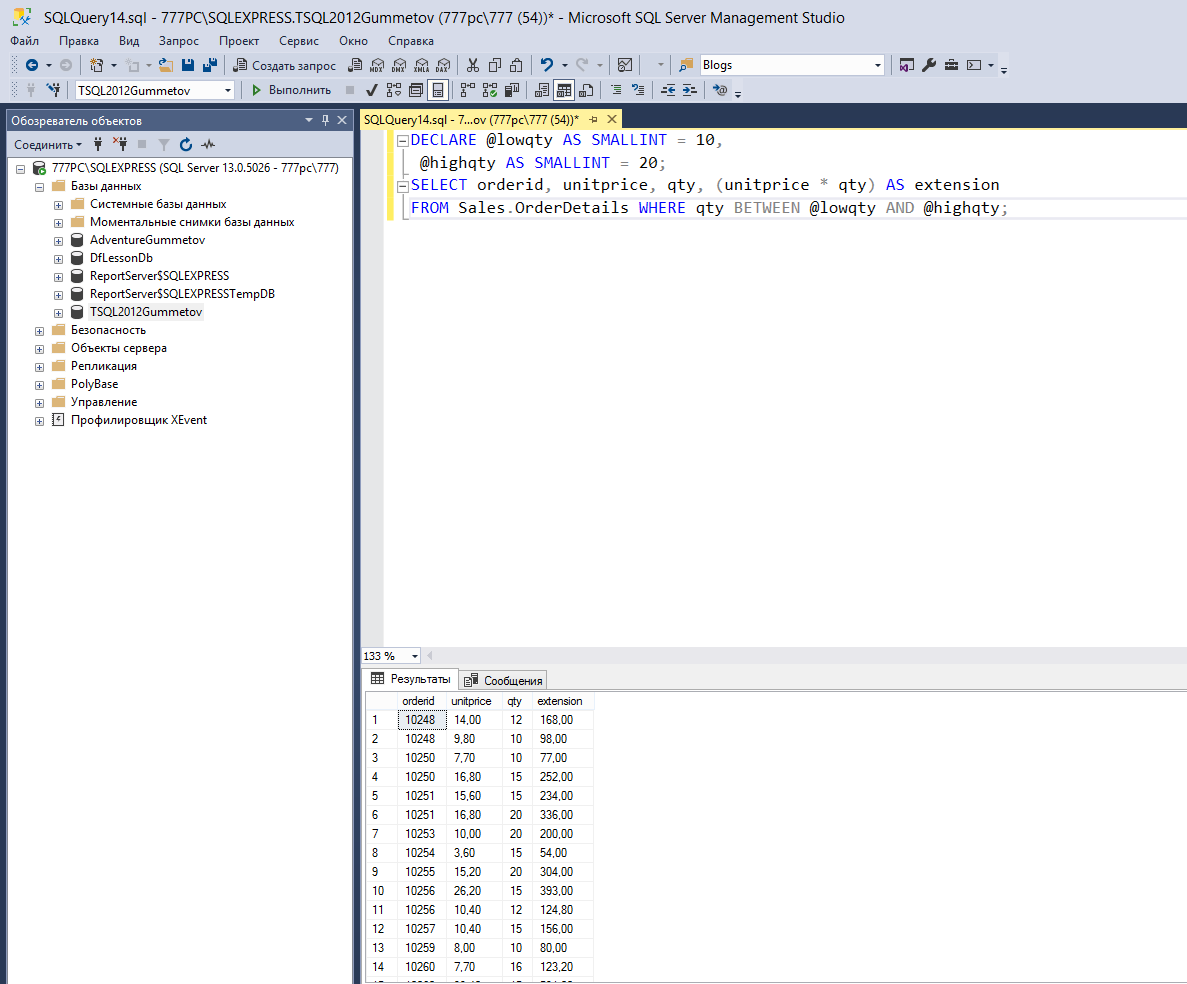 SQLQuery14.sql - 777PC\SQLEXPRESS.TSQL2012Gummetov (777pc\777 (54))* - Microsoft SQL Server Management Studio
Файл Правка Вид Запрос Проект Сервис Окно Справка
Создать запрос MDX DMX XMLA DAX Blogs
TSQL2012Gummetov Выполнить
Обозреватель объектов
Соединить
777PC\SQLEXPRESS (SQL Server 13.0.5026 - 777pc\777)
Базы данных
Системные базы данных
Моментальные снимки базы данных
AdventureGummetov
DfLessonDb
ReportServer$SQLEXPRESS
ReportServer$SQLEXPRESSTempDB
TSQL2012Gummetov
Безопасность
Объекты сервера
Репликация
PolyBase
Управление
Профилировщик XEvent
SQLQuery14.sql - 7...ov (777pc\777 (54))*
DECLARE @lowqty AS SMALLINT = 10,
@highqty AS SMALLINT = 20;
SELECT orderid, unitprice, qty, (unitprice * qty) AS extension
FROM Sales.OrderDetails WHERE qty BETWEEN @lowqty AND @highqty;
133 %
Результаты Сообщения
orderid unitprice qty extension
1 10248 14,00 12 168,00
2 10248 9,80 10 98,00
3 10250 7,70 10 77,00
4 10250 16,80 15 252,00
5 10251 15,60 15 234,00
6 10251 16,80 20 336,00
7 10253 10,00 20 200,00
8 10254 3,60 15 54,00
9 10255 15,20 20 304,00
10 10256 26,20 15 393,00
11 10256 10,40 12 124,80
12 10257 10,40 15 156,00
13 10259 8,00 10 80,00
14 10260 7,70 16 123,20